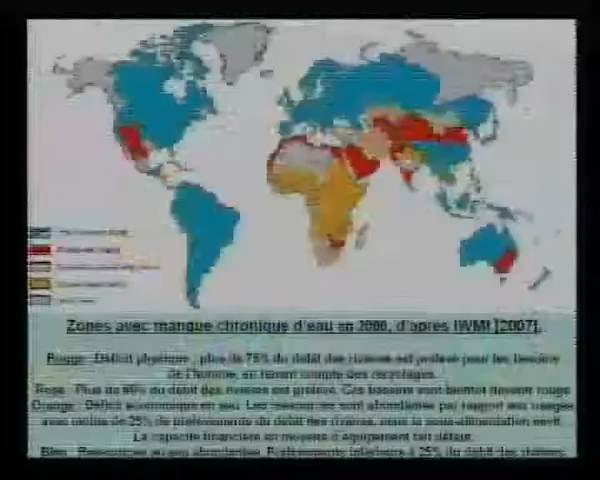 Zones avec manque chronique d'eau en 2000, d'après IWMI [2007].
Rouge : Déficit physique : plus de 75% du débit des rivières est prélevé pour les besoins
de l'homme, en tenant compte des recyclages.
Rose : Plus de 60% du débit des rivières est prélevé. Ces bassins vont bientôt devenir rouge
Orange : Déficit économique en eau. Les ressources sont abondantes par rapport aux usages
avec moins de 25% de prélèvements du débit des rivières, mais la sous-alimentation sévit.
La capacité financière en moyens d'équipement fait défaut.
Bleu : Ressources en eau abondantes. Prélèvements inférieurs à 25% du débit des rivières.